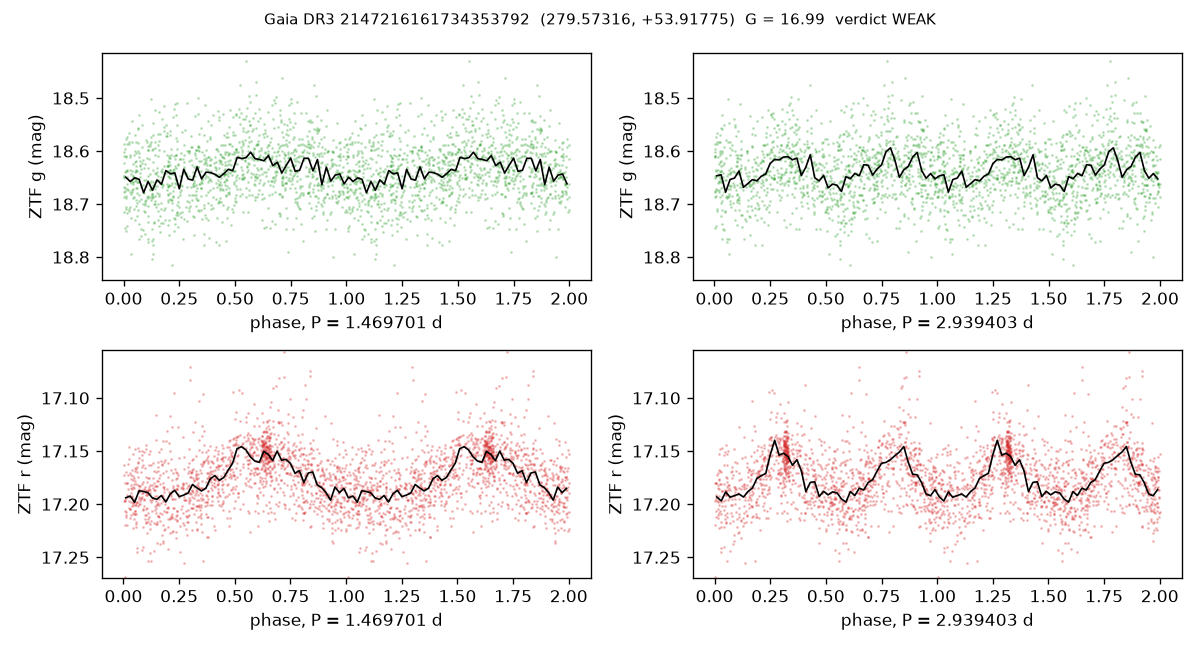 Gaia DR3 2147216161734353792 (279.57316, +53.91775) G = 16.99 verdict WEAK
ZTF g (mag)
18.5
18.6
18.7
18.8
0.00 0.25 0.50 0.75 1.00 1.25 1.50 1.75 2.00
phase, P = 1.469701 d
ZTF g (mag)
18.5
18.6
18.7
18.8
0.00 0.25 0.50 0.75 1.00 1.25 1.50 1.75 2.00
phase, P = 2.939403 d
ZTF r (mag)
17.10
17.15
17.20
17.25
0.00 0.25 0.50 0.75 1.00 1.25 1.50 1.75 2.00
phase, P = 1.469701 d
ZTF r (mag)
17.10
17.15
17.20
17.25
0.00 0.25 0.50 0.75 1.00 1.25 1.50 1.75 2.00
phase, P = 2.939403 d